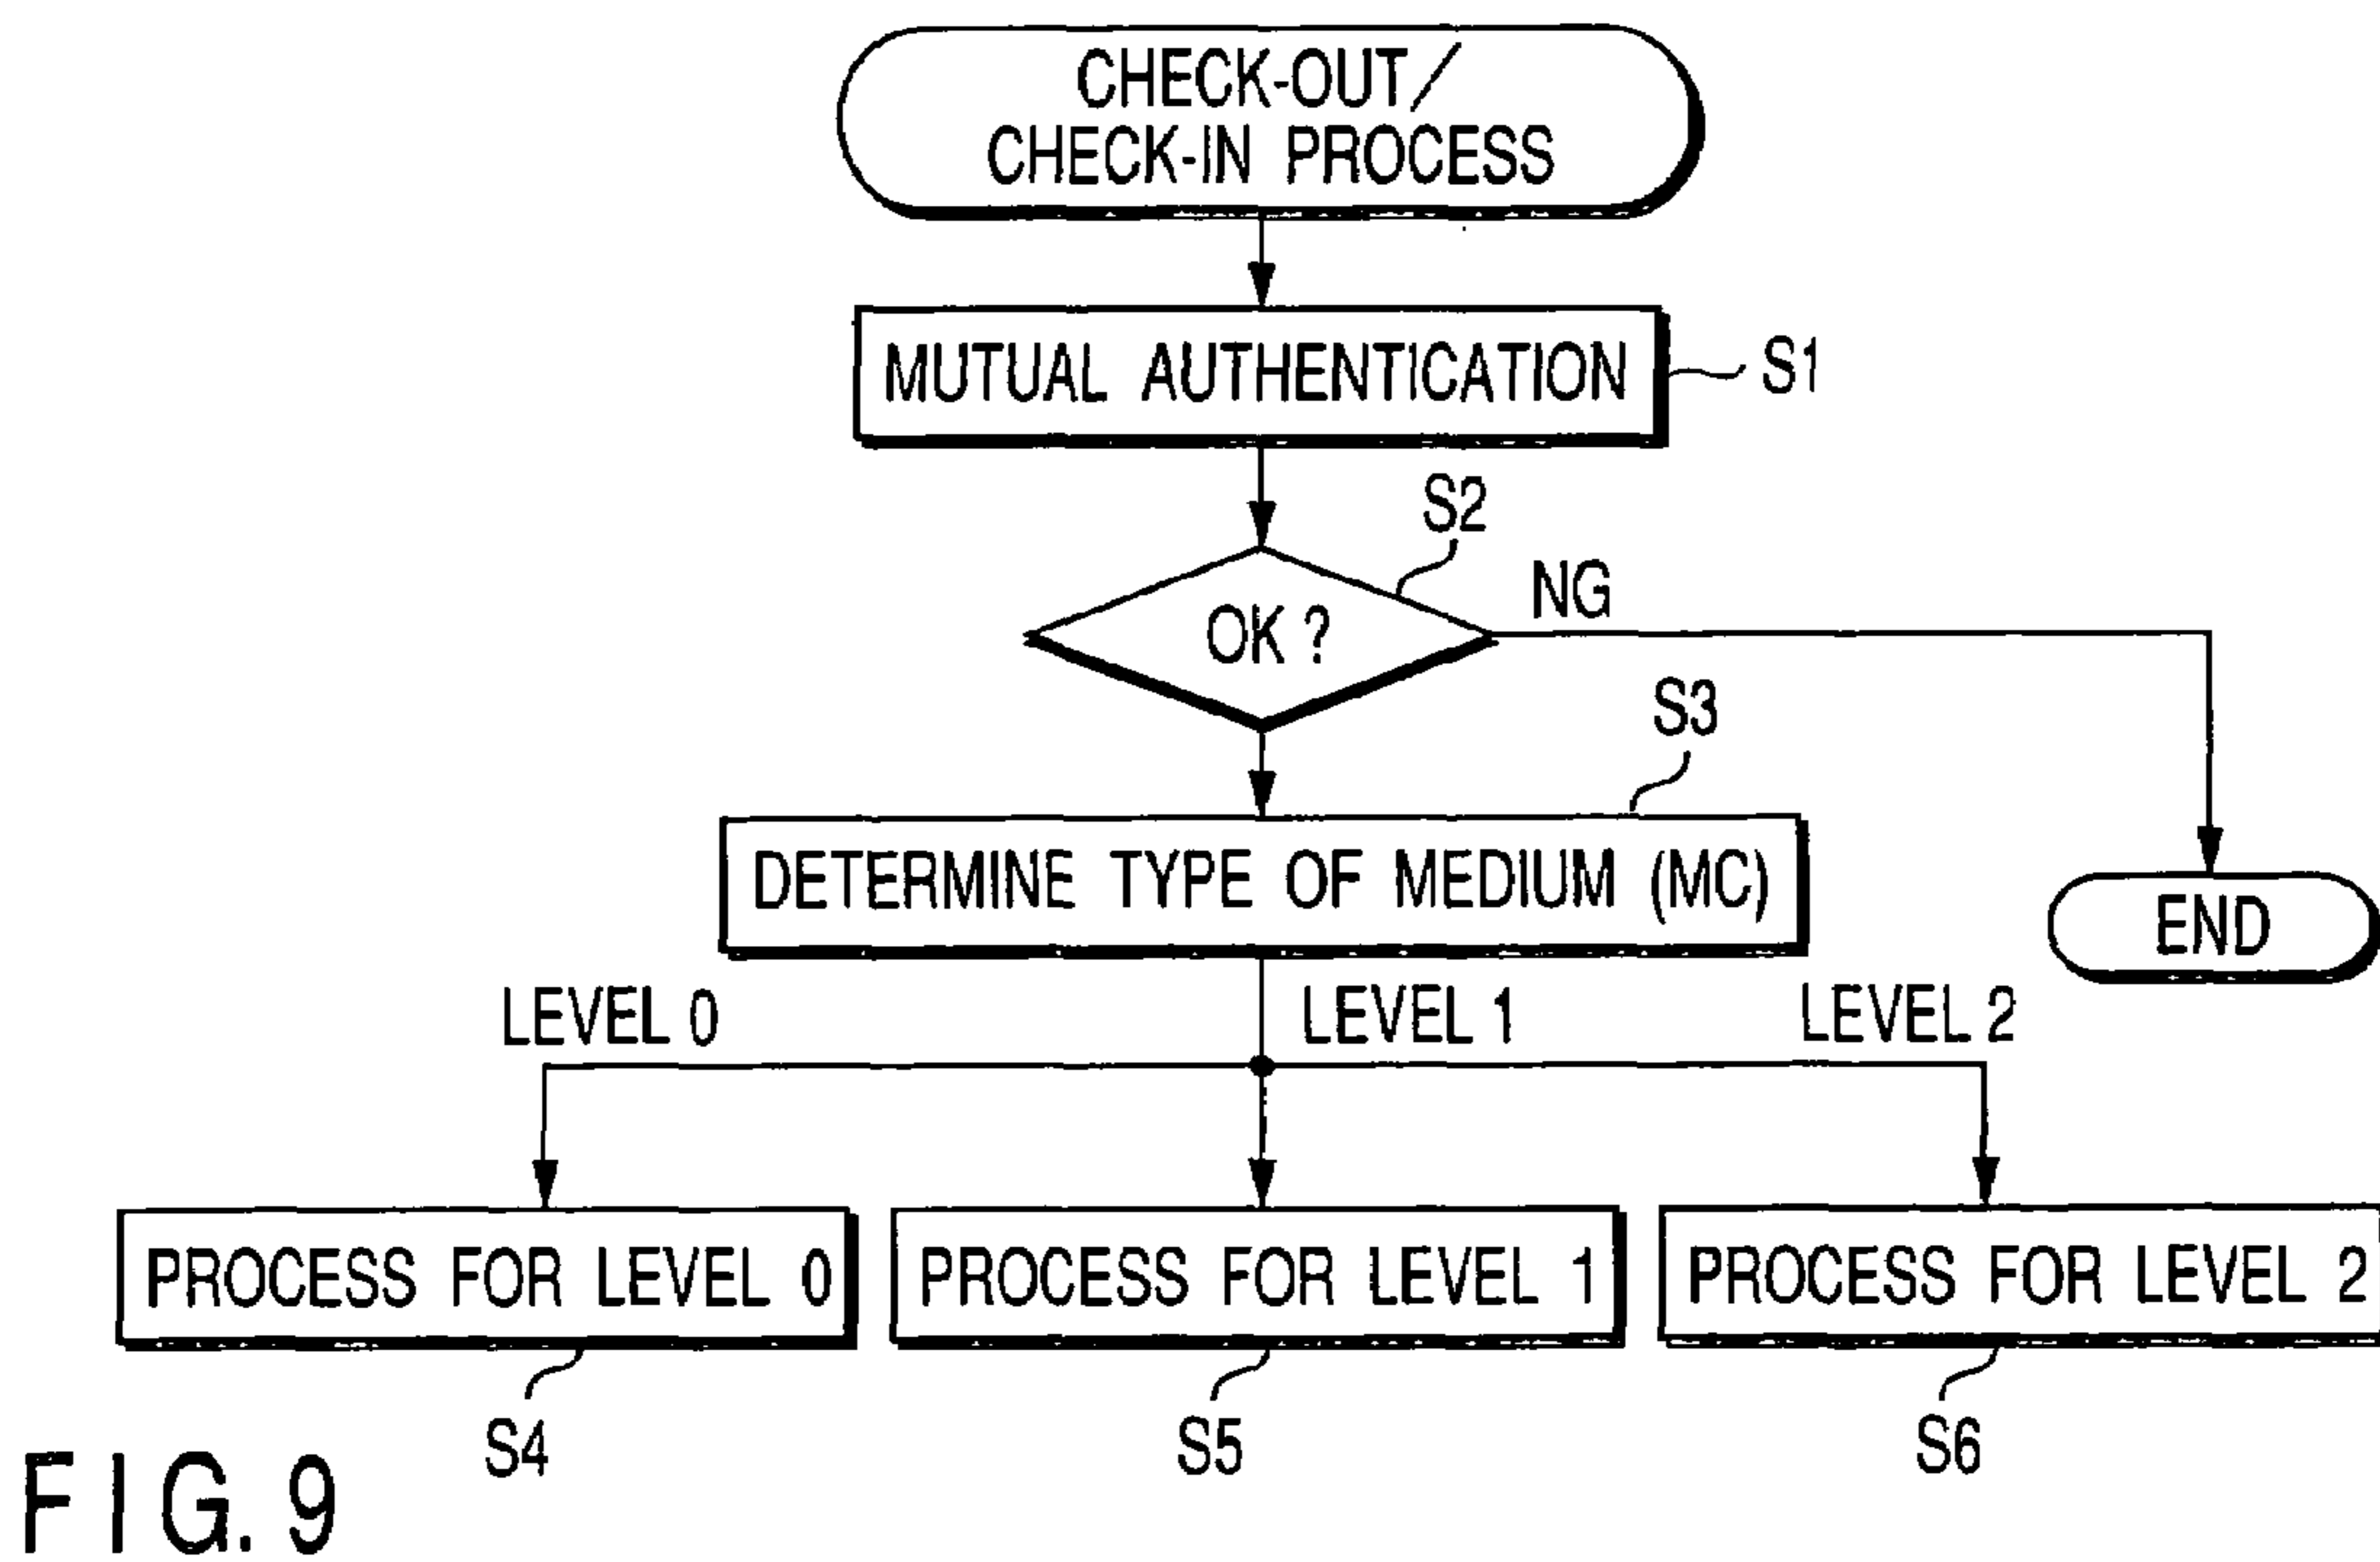 CHECK-OUT/
CHECK-IN PROCESS
MUTUAL AUTHENTICATION
S1
S2
OK ?
NG
S3
DETERMINE TYPE OF MEDIUM (MC)
END
LEVEL 0
LEVEL 1
LEVEL 2
PROCESS FOR LEVEL 0
PROCESS FOR LEVEL 1
PROCESS FOR LEVEL 2
S4
S5
S6
FIG. 9